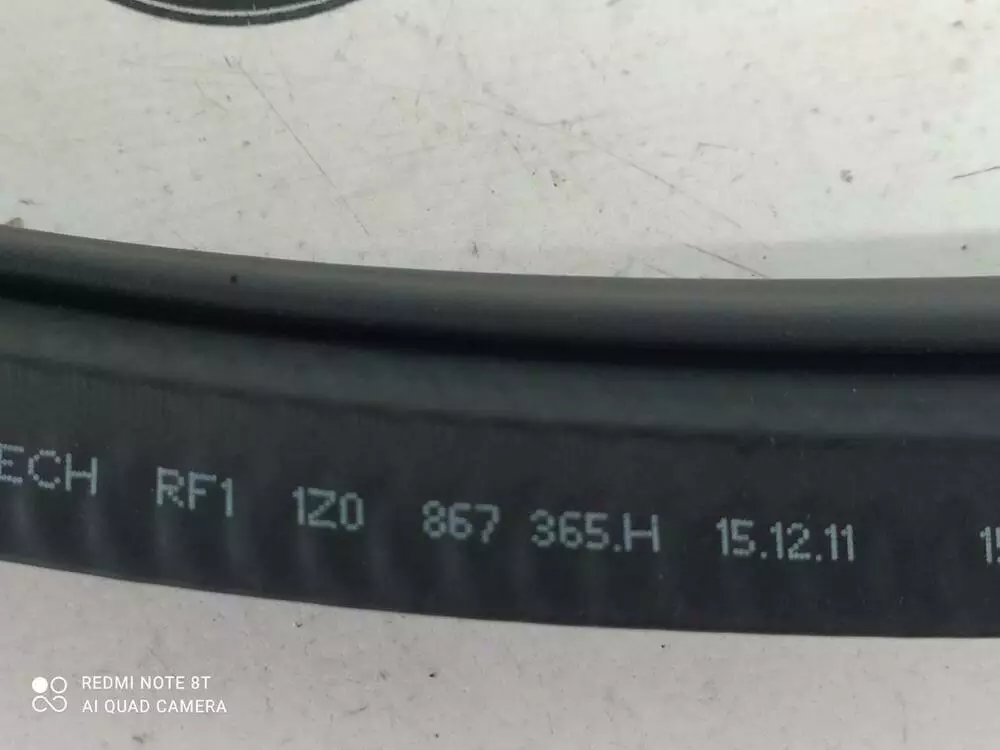 ECH RF1 1Z0 867 365.H 15.12.11
REDMI NOTE 8T
AI QUAD CAMERA